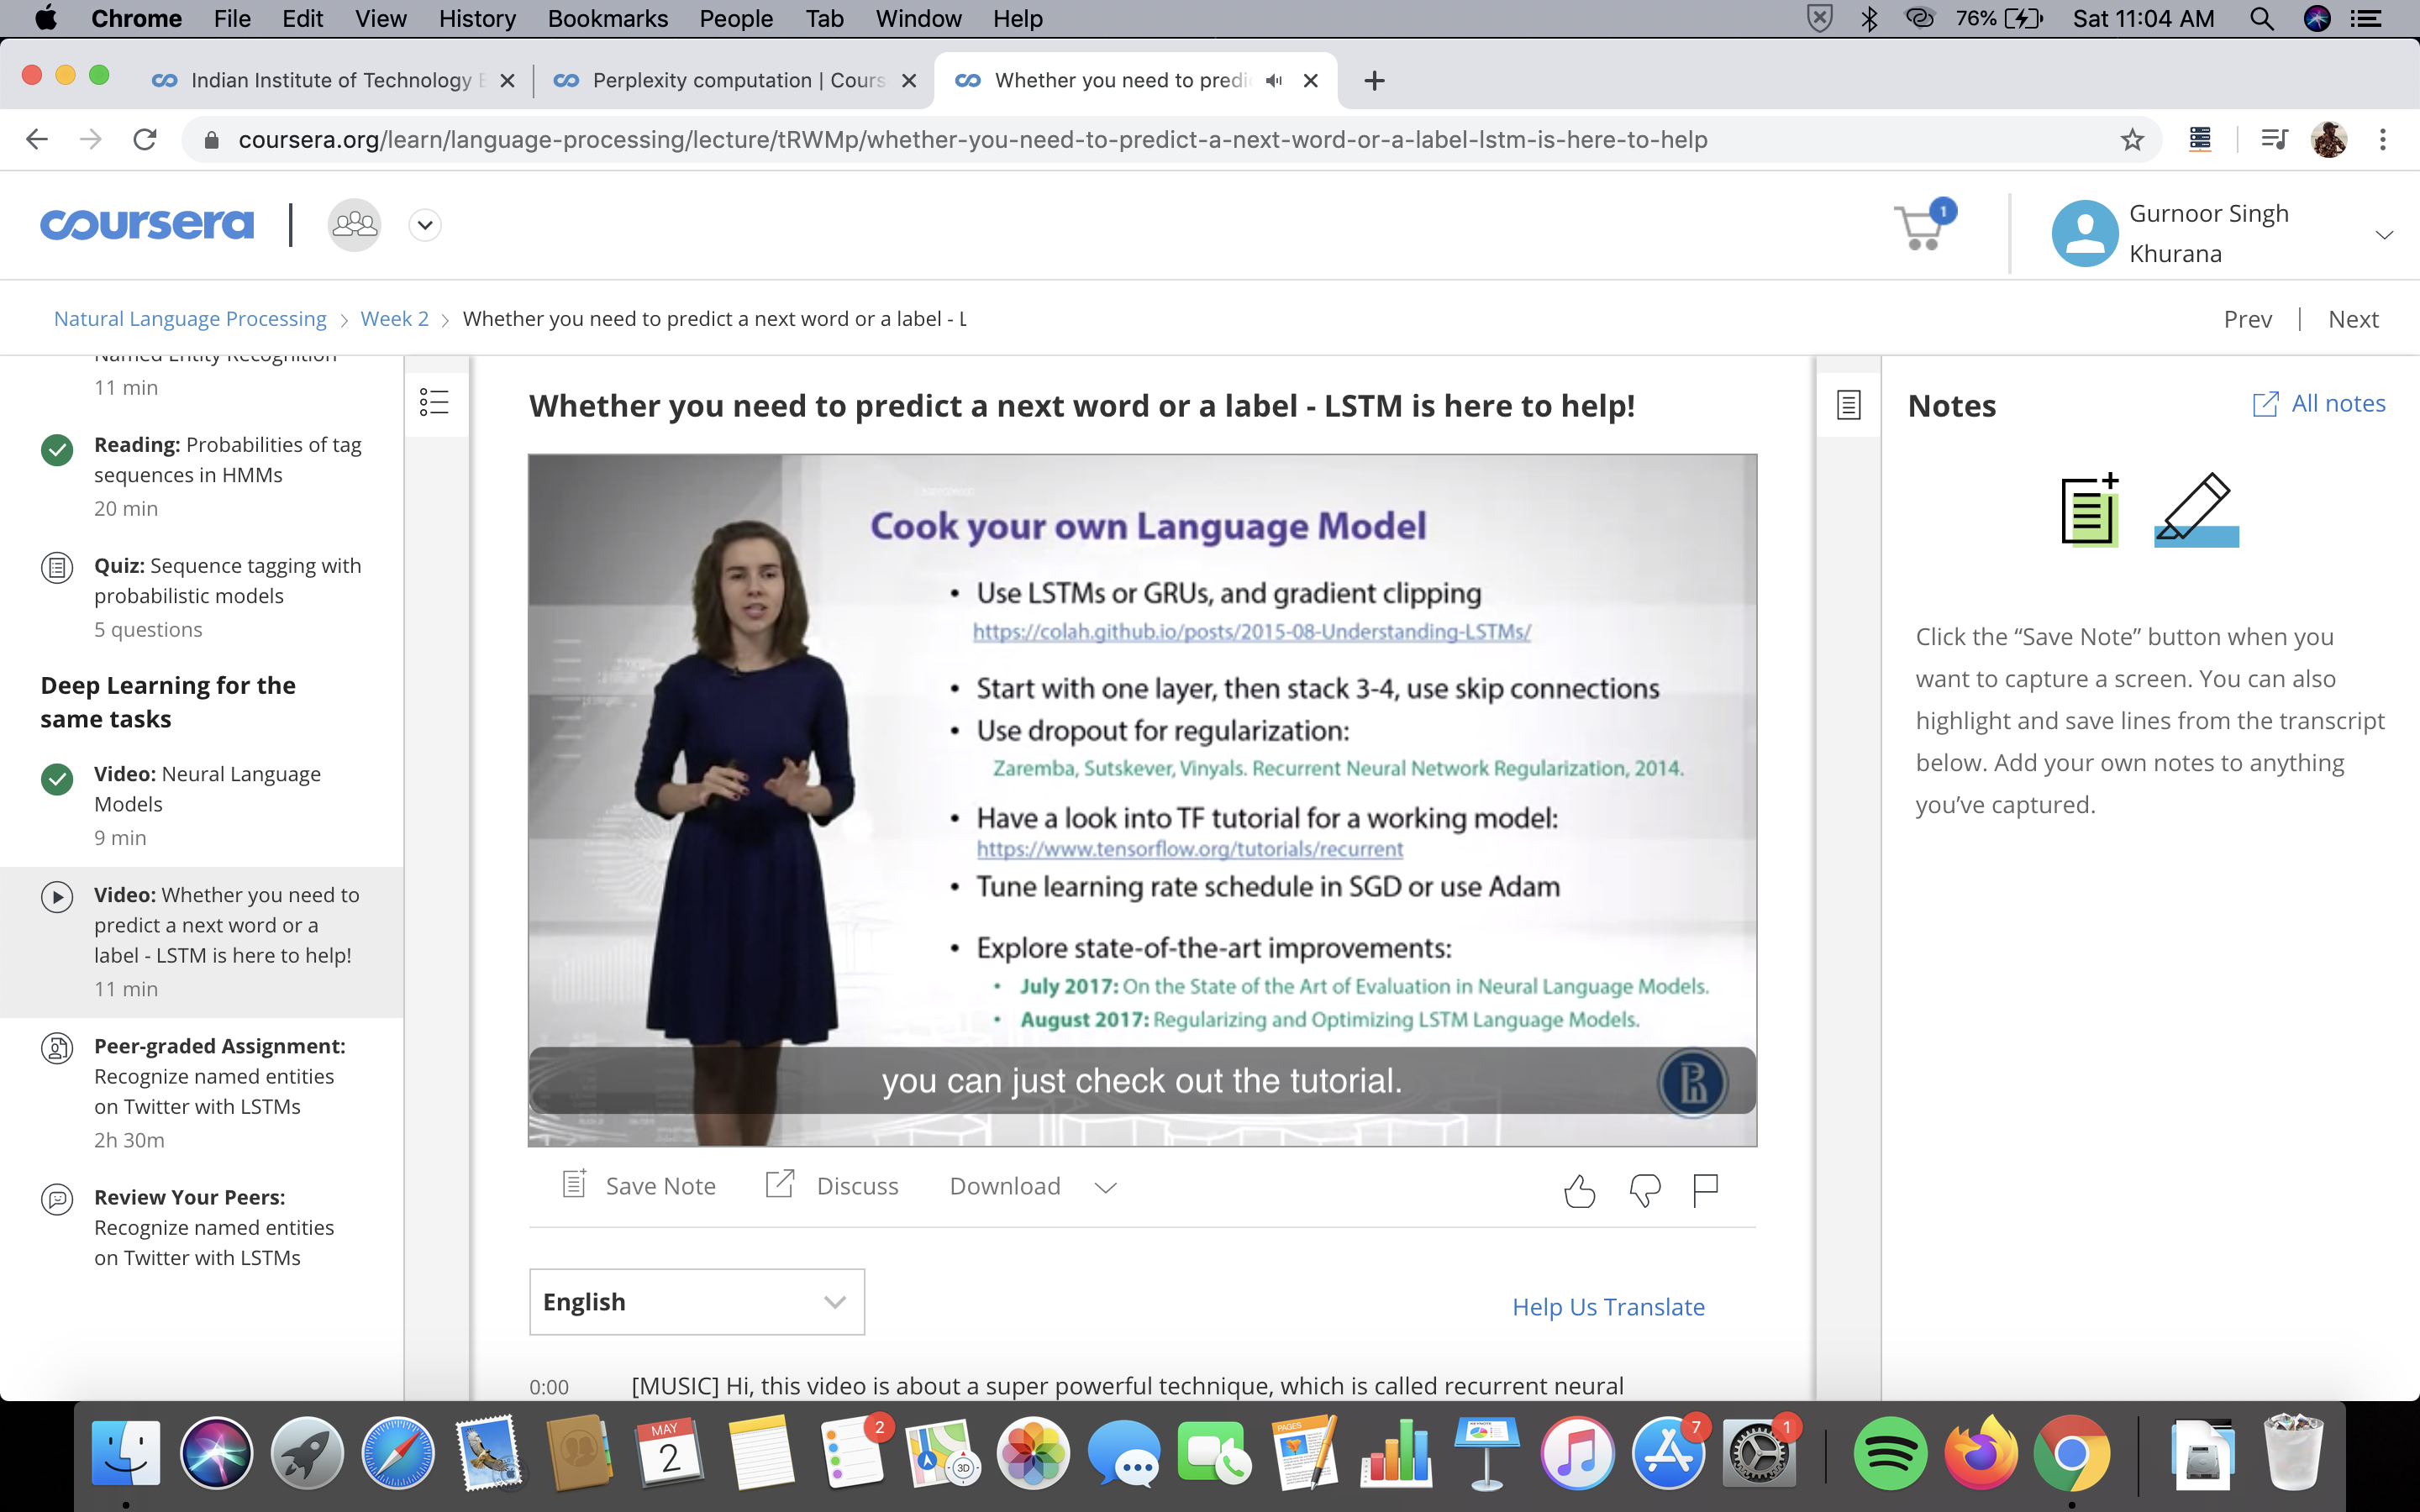 Chrome File Edit View History Bookmarks People Tab Window Help 76% Sat 11:04 AM
Indian Institute of Technology
Perplexity computation | Cours
Whether you need to predi
coursera.org/learn/language-processing/lecture/tRWMp/whether-you-need-to-predict-a-next-word-or-a-label-lstm-is-here-to-help
coursera
1
Gurnoor Singh
Khurana
Natural Language Processing > Week 2 > Whether you need to predict a next word or a label - L
Prev | Next
Named Entity Recognition
11 min
Reading: Probabilities of tag
sequences in HMMs
20 min
Quiz: Sequence tagging with
probabilistic models
5 questions
Deep Learning for the
same tasks
Video: Neural Language
Models
9 min
Video: Whether you need to
predict a next word or a
label - LSTM is here to help!
11 min
Peer-graded Assignment:
Recognize named entities
on Twitter with LSTMs
2h 30m
Review Your Peers:
Recognize named entities
on Twitter with LSTMs
Whether you need to predict a next word or a label - LSTM is here to help!
Cook your own Language Model
• Use LSTMs or GRUs, and gradient clipping
https://colah.github.io/posts/2015-08-Understanding-LSTMs/
• Start with one layer, then stack 3-4, use skip connections
• Use dropout for regularization:
Zaremba, Sutskever, Vinyals. Recurrent Neural Network Regularization, 2014.
• Have a look into TF tutorial for a working model:
https://www.tensorflow.org/tutorials/recurrent
• Tune learning rate schedule in SGD or use Adam
• Explore state-of-the-art improvements:
• July 2017: On the State of the Art of Evaluation in Neural Language Models.
• August 2017: Regularizing and Optimizing LSTM Language Models.
you can just check out the tutorial.
Save Note
Discuss
Download
English
Help Us Translate
0:00 [MUSIC] Hi, this video is about a super powerful technique, which is called recurrent neural
Notes
All notes
Click the “Save Note” button when you
want to capture a screen. You can also
highlight and save lines from the transcript
below. Add your own notes to anything
you’ve captured.
MAY
2
2
3D
PAGES
7
1